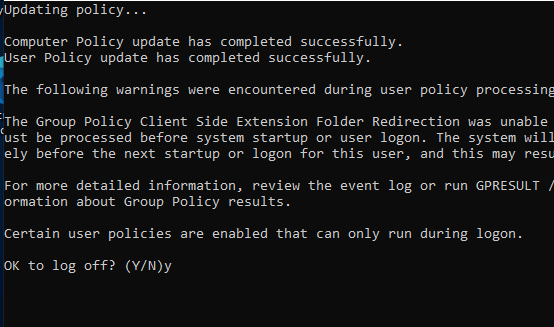 Updating policy...
Computer Policy update has completed successfully.
User Policy update has completed successfully.
The following warnings were encountered during user policy processing
The Group Policy Client Side Extension Folder Redirection was unable
ust be processed before system startup or user logon. The system will
ely before the next startup or logon for this user, and this may resu
For more detailed information, review the event log or run GPRESULT /
ormation about Group Policy results.
Certain user policies are enabled that can only run during logon.
OK to log off? (Y/N)y